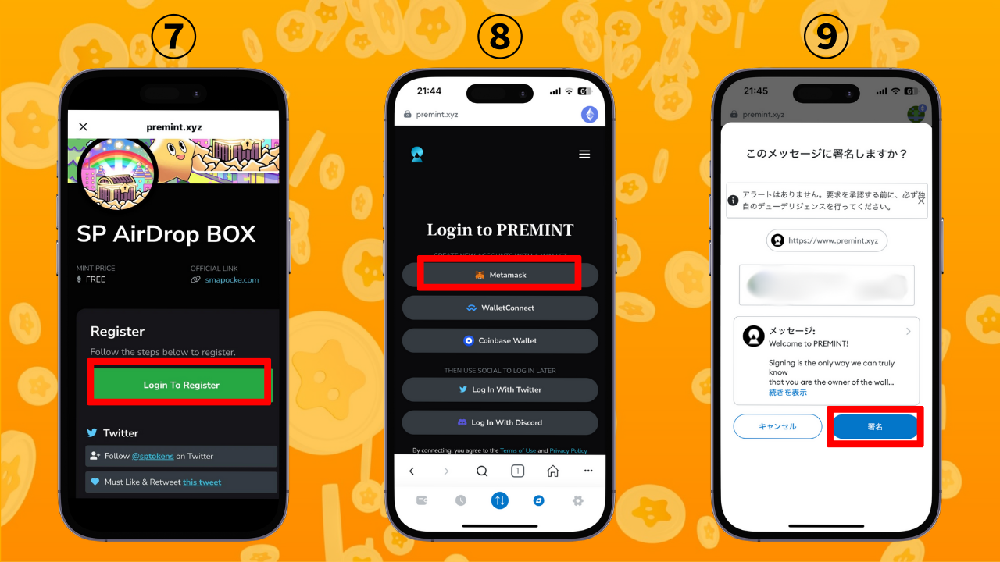 ⑦
premint.xyz
SP AirDrop BOX
MINT PRICE
FREE
OFFICIAL LINK
smapocke.com
Register
Follow the steps below to register.
Login To Register
Twitter
Follow @sptokens on Twitter
Must Like & Retweet this tweet
⑧
21:44
61
premint.xyz
Login to PREMINT
CREATE NEW ACCOUNTS WITH A WALLET
Metamask
WalletConnect
Coinbase Wallet
THEN USE SOCIAL TO LOG IN LATER
Log In With Twitter
Log In With Discord
By connecting, you agree to the Terms of Use and Privacy Policy
1
⑨
21:45
61
premint.xyz
このメッセージに署名しますか？
アラートはありません。要求を承認する前に、必ず独
自のデューデリジェンスを行ってください。
https://www.premint.xyz
メッセージ:
Welcome to PREMINT!
Signing is the only way we can truly
know
that you are the owner of the wall...
続きを表示
キャンセル
署名